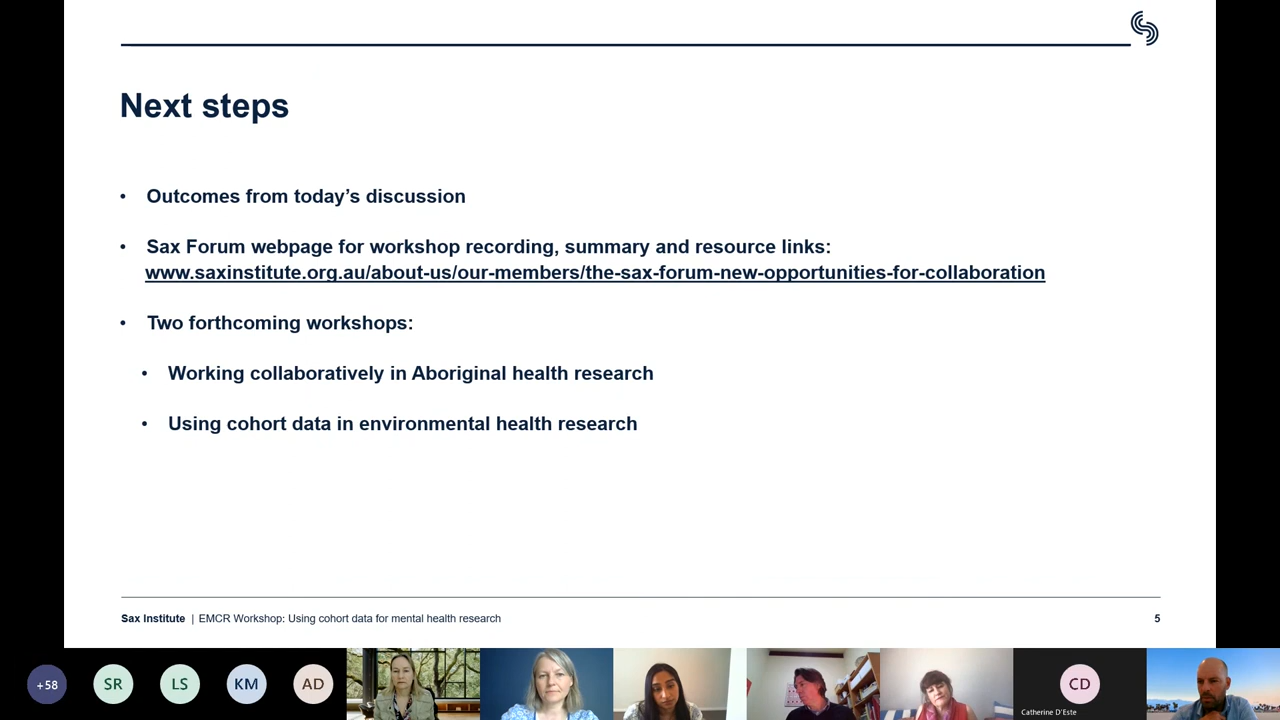 Next steps
• Outcomes from today’s discussion
• Sax Forum webpage for workshop recording, summary and resource links:
www.saxinstitute.org.au/about-us/our-members/the-sax-forum-new-opportunities-for-collaboration
• Two forthcoming workshops:
• Working collaboratively in Aboriginal health research
• Using cohort data in environmental health research
Sax Institute | EMCR Workshop: Using cohort data for mental health research 5
+58 SR LS KM AD CD
Catherine D'Este